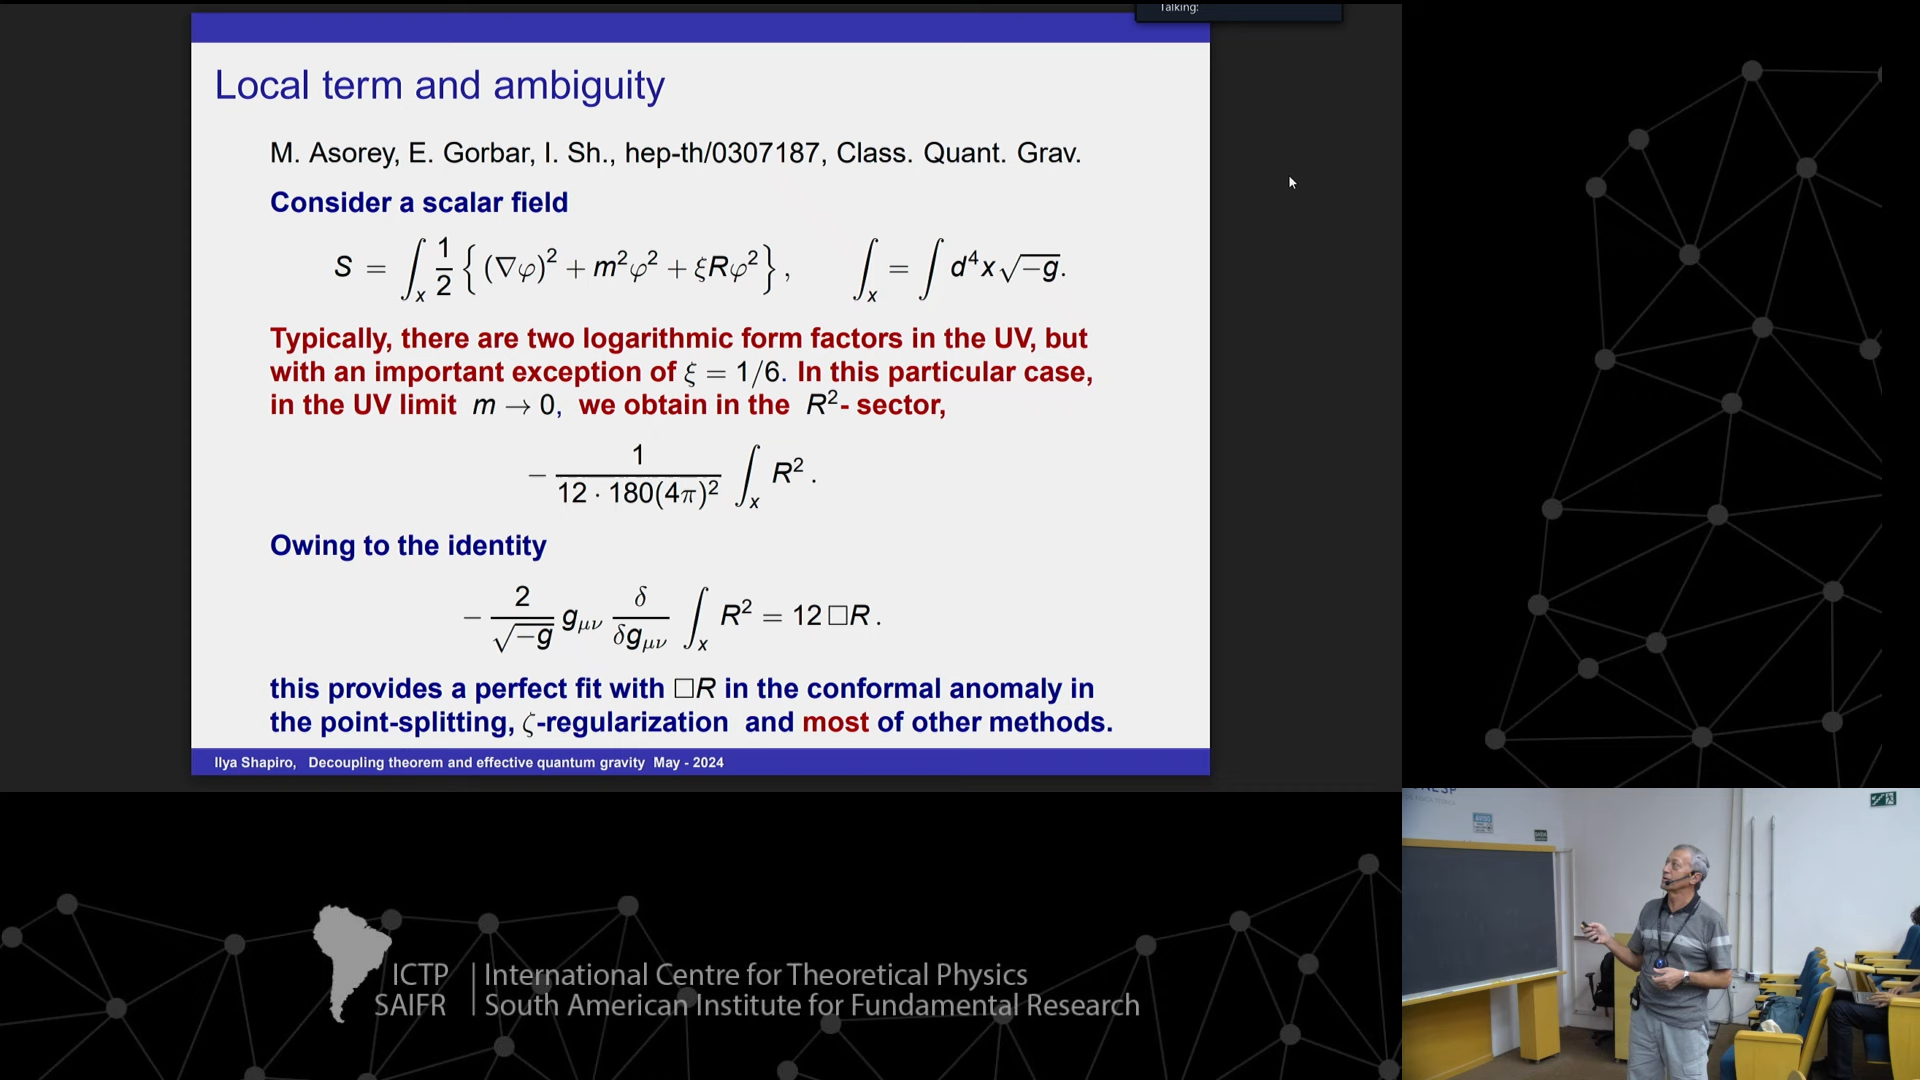 Talking:
Local term and ambiguity
M. Asorey, E. Gorbar, I. Sh., hep-th/0307187, Class. Quant. Grav.
Consider a scalar field
S = ∫ₓ 1/2 { (∇φ)² + m²φ² + ξRφ² } ,   ∫ₓ = ∫ d⁴x√−g.
Typically, there are two logarithmic form factors in the UV, but
with an important exception of ξ = 1/6. In this particular case,
in the UV limit m → 0, we obtain in the R²- sector,
− 1 / 12 · 180(4π)² ∫ₓ R² .
Owing to the identity
− 2/√−g g_μν δ/δg_μν ∫ₓ R² = 12 □R .
this provides a perfect fit with □R in the conformal anomaly in
the point-splitting, ζ-regularization and most of other methods.
Ilya Shapiro, Decoupling theorem and effective quantum gravity May - 2024
ICTP | International Centre for Theoretical Physics
SAIFR | South American Institute for Fundamental Research